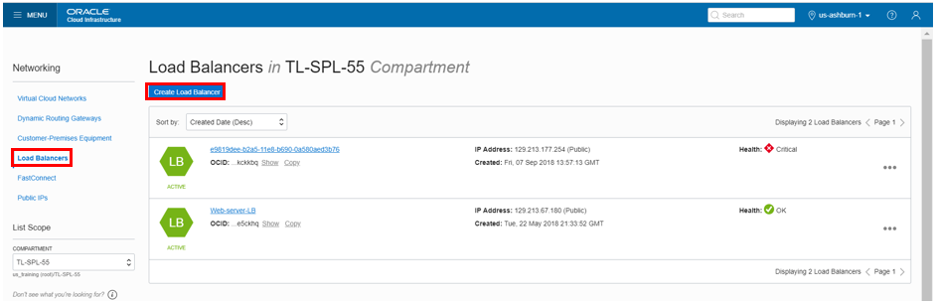 MENU
ORACLE
Cloud Infrastructure
Search
us-ashburn-1
Networking
Virtual Cloud Networks
Dynamic Routing Gateways
Customer-Premises Equipment
Load Balancers
FastConnect
Public IPs
List Scope
COMPARTMENT
TL-SPL-55
us_training (root)/TL-SPL-55
Don't see what you're looking for?
Load Balancers in TL-SPL-55 Compartment
Create Load Balancer
Sort by: Created Date (Desc)
Displaying 2 Load Balancers < Page 1 >
LB
ACTIVE
e9819dee-b2a5-11e8-b690-0a580aed3b76
OCID: ...kckkbq Show Copy
IP Address: 129.213.177.254 (Public)
Created: Fri, 07 Sep 2018 13:57:13 GMT
Health: Critical
LB
ACTIVE
Web-server-LB
OCID: ...e5ckhq Show Copy
IP Address: 129.213.67.180 (Public)
Created: Tue, 22 May 2018 21:33:52 GMT
Health: OK
Displaying 2 Load Balancers < Page 1 >